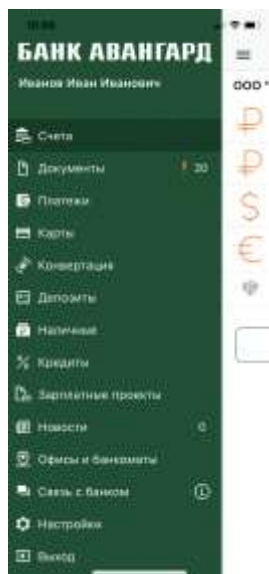 БАНК АВАНГАРД
Иванов Иван Иванович
ООО "
Счета
Документы ! 20
Платежи
Карты
Конвертация
Депозиты
Наличные
Кредиты
Зарплатные проекты
Новости
Офисы и банкоматы
Связь с банком
Настройки
Выход